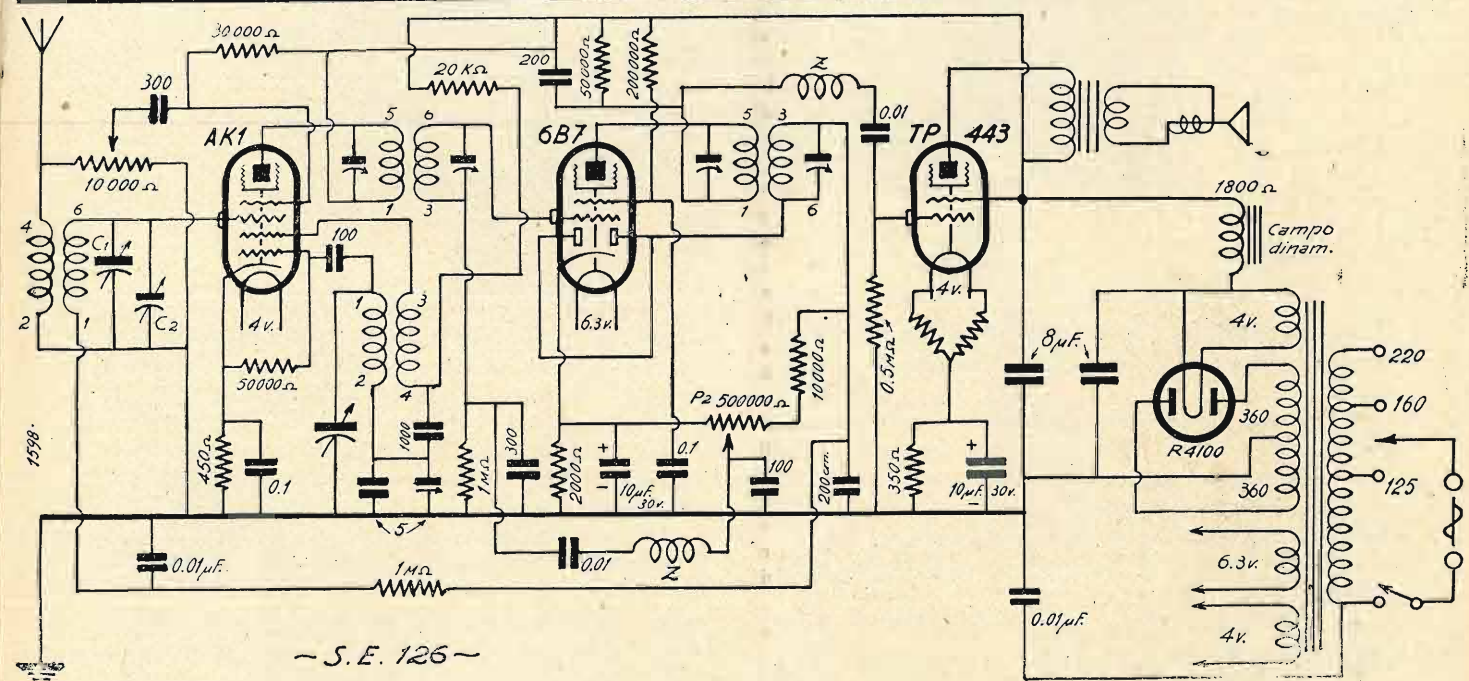 30000Ω
300
10000Ω
4
2
6
1
C1
C2
AK1
4v.
50000Ω
450Ω
0.1
1598.
100
1
2
3
4
1000
5
20 KΩ
5
1
6
3
200
50000Ω
200000Ω
6B7
6.3v.
1MΩ
300
2000Ω
+
-
10µF.
30v.
0.1
P2 500000Ω
100
10000Ω
200cm.
5
1
3
6
Z
0.01
TP 443
4v.
0.5MΩ
350Ω
+
10µF. 30v.
-
1800Ω
Campo
dinam.
8µF.
R4100
4v.
360
360
6.3v.
4v.
220
160
125
0.01µF.
1MΩ
0.01
Z
0.01µF.
~ S.E. 126 ~